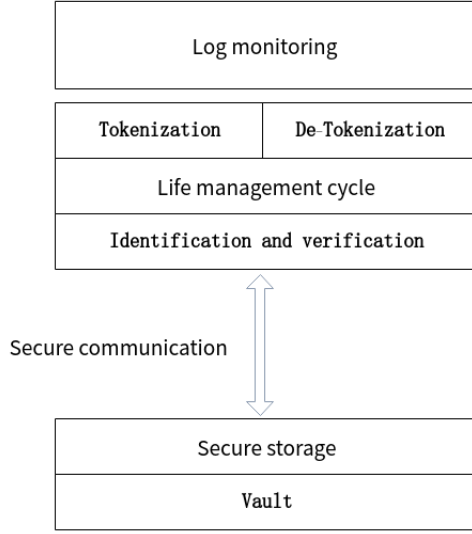 Log monitoring
Tokenization
De-Tokenization
Life management cycle
Identification and verification
Secure communication
Secure storage
Vault